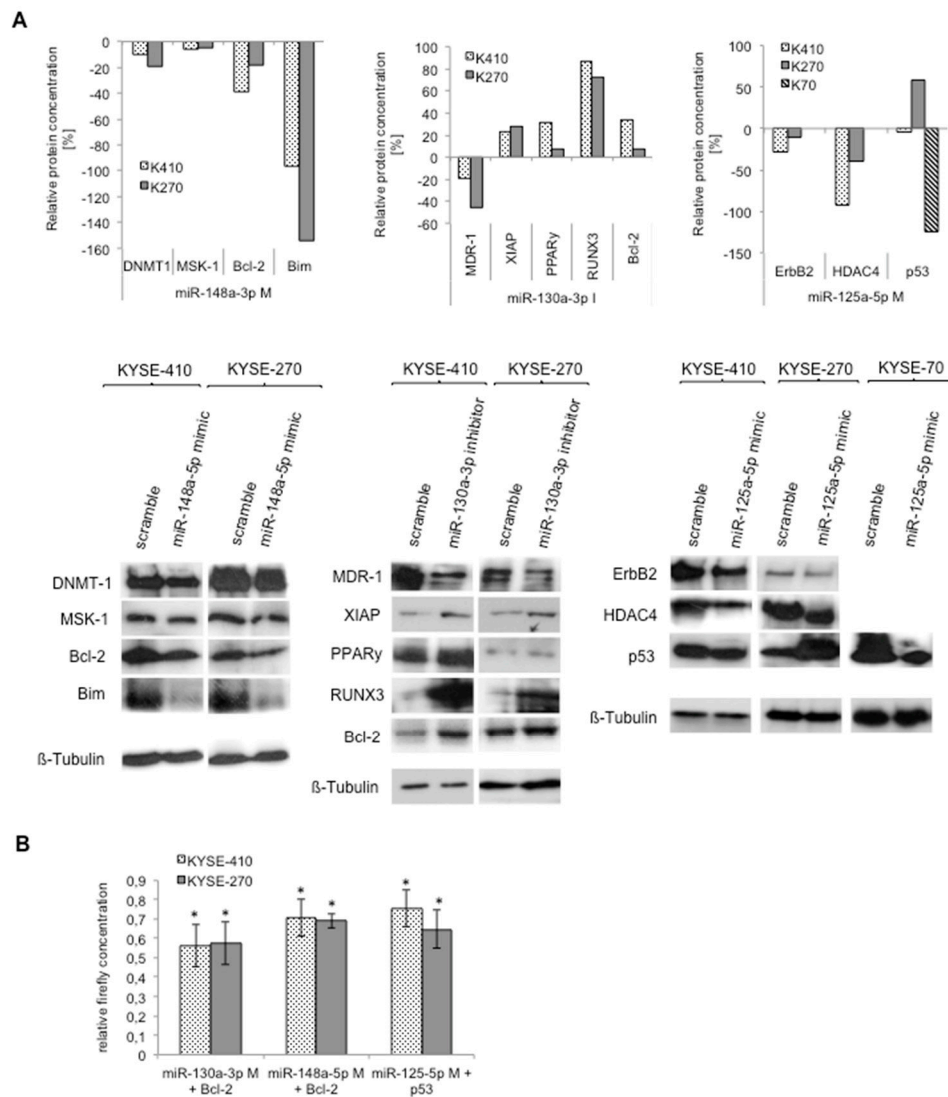 A
Relative protein concentration
[%]
0
-20
-40
-60
-80
-100
-120
-140
-160
K410
K270
DNMT1 MSK-1 Bcl-2 Bim
miR-148a-3p M
Relative protein concentration
[%]
100
80
60
40
20
0
-20
-40
-60
K410
K270
MDR-1
XIAP
PPARy
RUNX3
Bcl-2
miR-130a-3p I
Relative protein concentration
[%]
100
50
0
-50
-100
-150
K410
K270
K70
ErbB2 HDAC4 p53
miR-125a-5p M
KYSE-410 KYSE-270
scramble
miR-148a-5p mimic
scramble
miR-148a-5p mimic
DNMT-1
MSK-1
Bcl-2
Bim
ß-Tubulin
KYSE-410 KYSE-270
scramble
miR-130a-3p inhibitor
scramble
miR-130a-3p inhibitor
MDR-1
XIAP
PPARy
RUNX3
Bcl-2
ß-Tubulin
KYSE-410 KYSE-270 KYSE-70
scramble
miR-125a-5p mimic
scramble
miR-125a-5p mimic
scramble
miR-125a-5p mimic
ErbB2
HDAC4
p53
ß-Tubulin
B
KYSE-410
KYSE-270
relative firefly concentration
0,9
0,8
0,7
0,6
0,5
0,4
0,3
0,2
0,1
0
* * * * * *
miR-130a-3p M miR-148a-5p M miR-125-5p M +
+ Bcl-2 + Bcl-2 p53